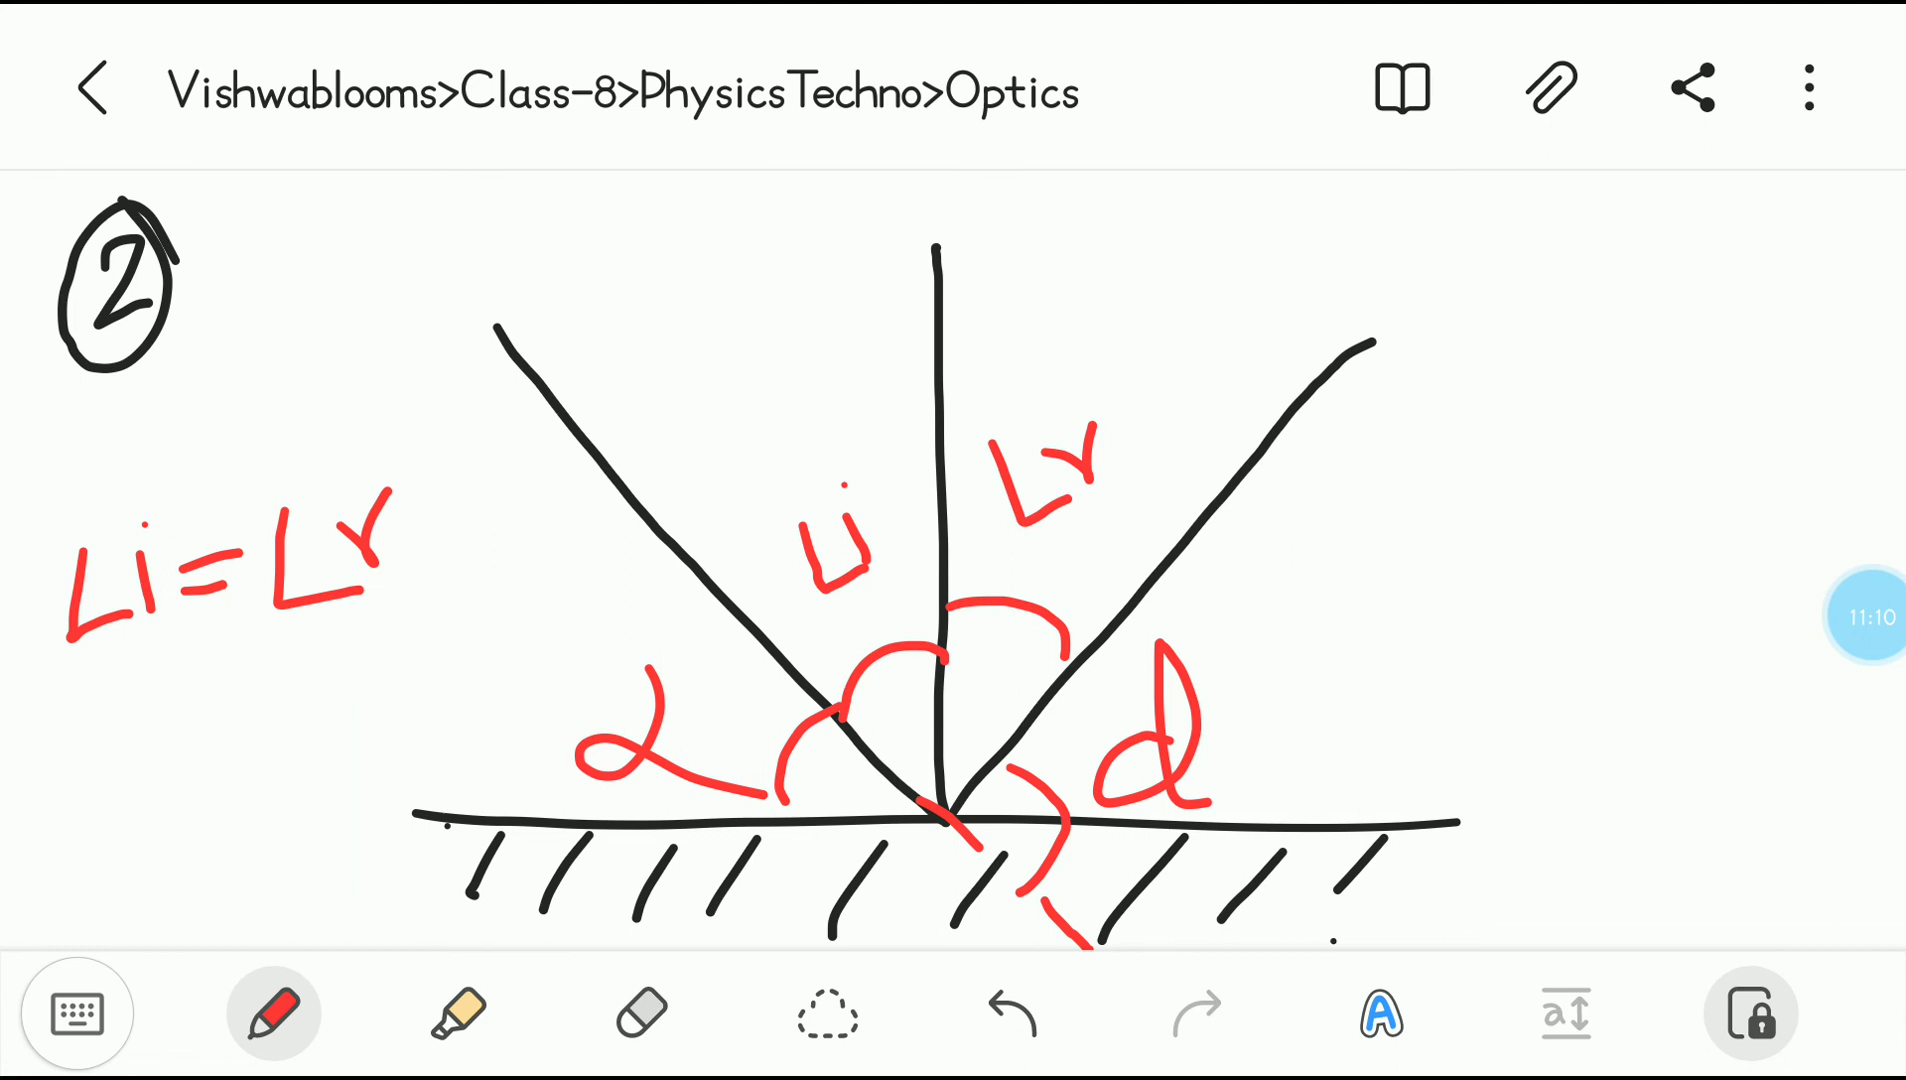 Vishwablooms>Class-8>PhysicsTechno>Optics
2
∠r
∠i
∠i=∠r
11:10
α
d
A
a